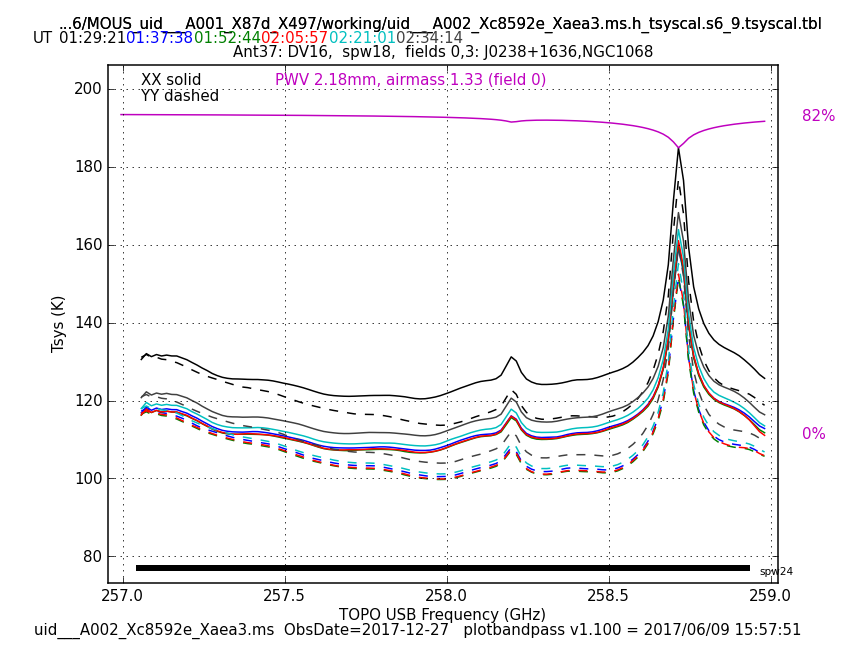 ...6/MOUS_uid___A001_X87d_X497/working/uid___A002_Xc8592e_Xaea3.ms.h_tsyscal.s6_9.tsyscal.tbl
UT 01:29:21 01:37:38 01:52:44 02:05:57 02:21:01 02:34:14
Ant37: DV16,  spw18,  fields 0,3: J0238+1636,NGC1068
XX solid
PWV 2.18mm, airmass 1.33 (field 0)
YY dashed
200
180
160
140
120
100
80
Tsys (K)
82%
0%
spw24
257.0 257.5 258.0 258.5 259.0
TOPO USB Frequency (GHz)
uid___A002_Xc8592e_Xaea3.ms  ObsDate=2017-12-27   plotbandpass v1.100 = 2017/06/09 15:57:51